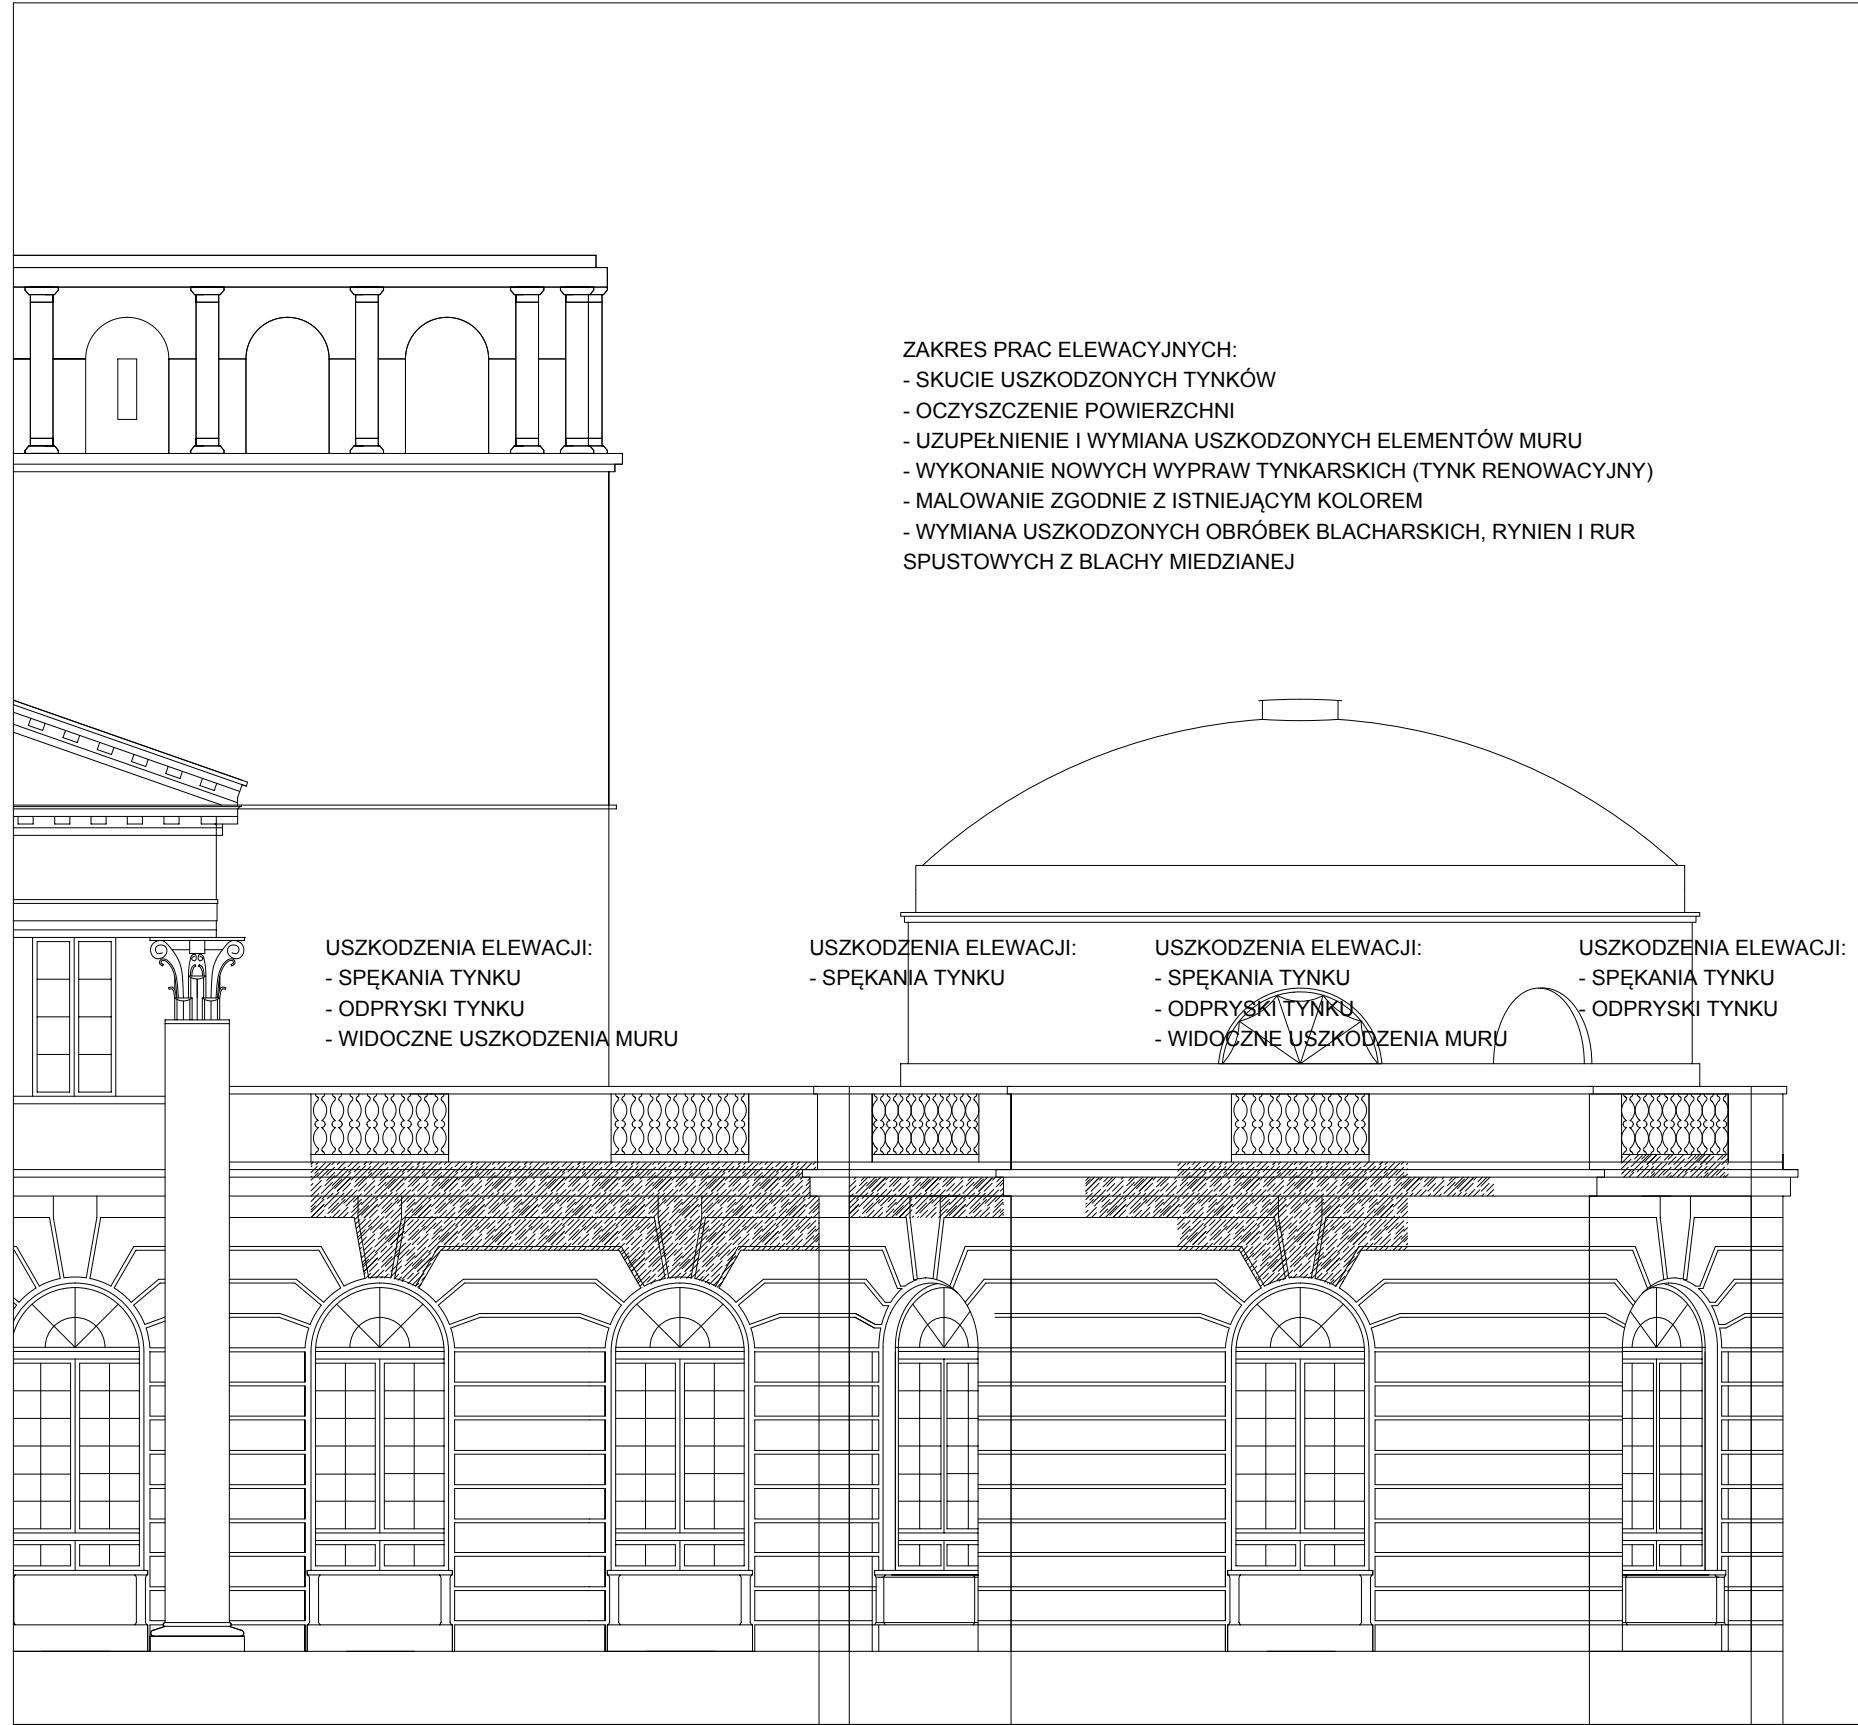 ZAKRES PRAC ELEWACYJNYCH:
- SKUCIE USZKODZONYCH TYNKÓW
- OCZYSZCZENIE POWIERZCHNI
- UZUPEŁNIENIE I WYMIANA USZKODZONYCH ELEMENTÓW MURU
- WYKONANIE NOWYCH WYPRAW TYNKARSKICH (TYNK RENOWACYJNY)
- MALOWANIE ZGODNIE Z ISTNIEJĄCYM KOLOREM
- WYMIANA USZKODZONYCH OBRÓBEK BLACHARSKICH, RYNIEN I RUR
SPUSTOWYCH Z BLACHY MIEDZIANEJ
USZKODZENIA ELEWACJI:
- SPĘKANIA TYNKU
- ODPRYSKI TYNKU
- WIDOCZNE USZKODZENIA MURU
USZKODZENIA ELEWACJI:
- SPĘKANIA TYNKU
USZKODZENIA ELEWACJI:
- SPĘKANIA TYNKU
- ODPRYSKI TYNKU
- WIDOCZNE USZKODZENIA MURU
USZKODZENIA ELEWACJI:
- SPĘKANIA TYNKU
- ODPRYSKI TYNKU